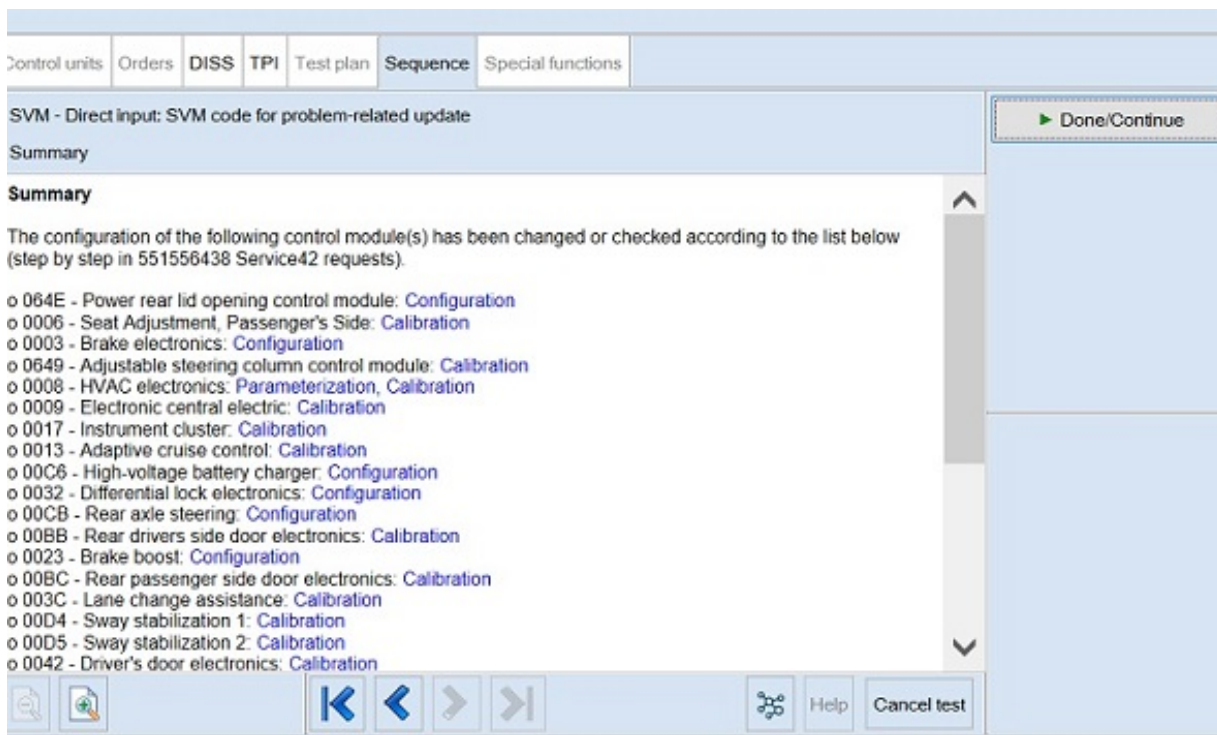 Control units Orders DISS TPI Test plan Sequence Special functions
SVM - Direct input: SVM code for problem-related update
Done/Continue
Summary
Summary
The configuration of the following control module(s) has been changed or checked according to the list below
(step by step in 551556438 Service42 requests).
o 064E - Power rear lid opening control module: Configuration
o 0006 - Seat Adjustment, Passenger's Side: Calibration
o 0003 - Brake electronics: Configuration
o 0649 - Adjustable steering column control module: Calibration
o 0008 - HVAC electronics: Parameterization, Calibration
o 0009 - Electronic central electric: Calibration
o 0017 - Instrument cluster: Calibration
o 0013 - Adaptive cruise control: Calibration
o 00C6 - High-voltage battery charger: Configuration
o 0032 - Differential lock electronics: Configuration
o 00CB - Rear axle steering: Configuration
o 00BB - Rear drivers side door electronics: Calibration
o 0023 - Brake boost: Configuration
o 00BC - Rear passenger side door electronics: Calibration
o 003C - Lane change assistance: Calibration
o 00D4 - Sway stabilization 1: Calibration
o 00D5 - Sway stabilization 2: Calibration
o 0042 - Driver's door electronics: Calibration
Help Cancel test